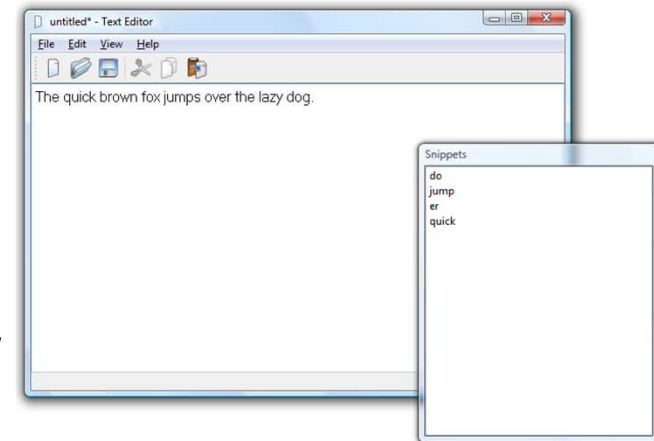 untitled* - Text Editor
File Edit View Help
The quick brown fox jumps over the lazy dog.
Snippets
do
jump
er
quick